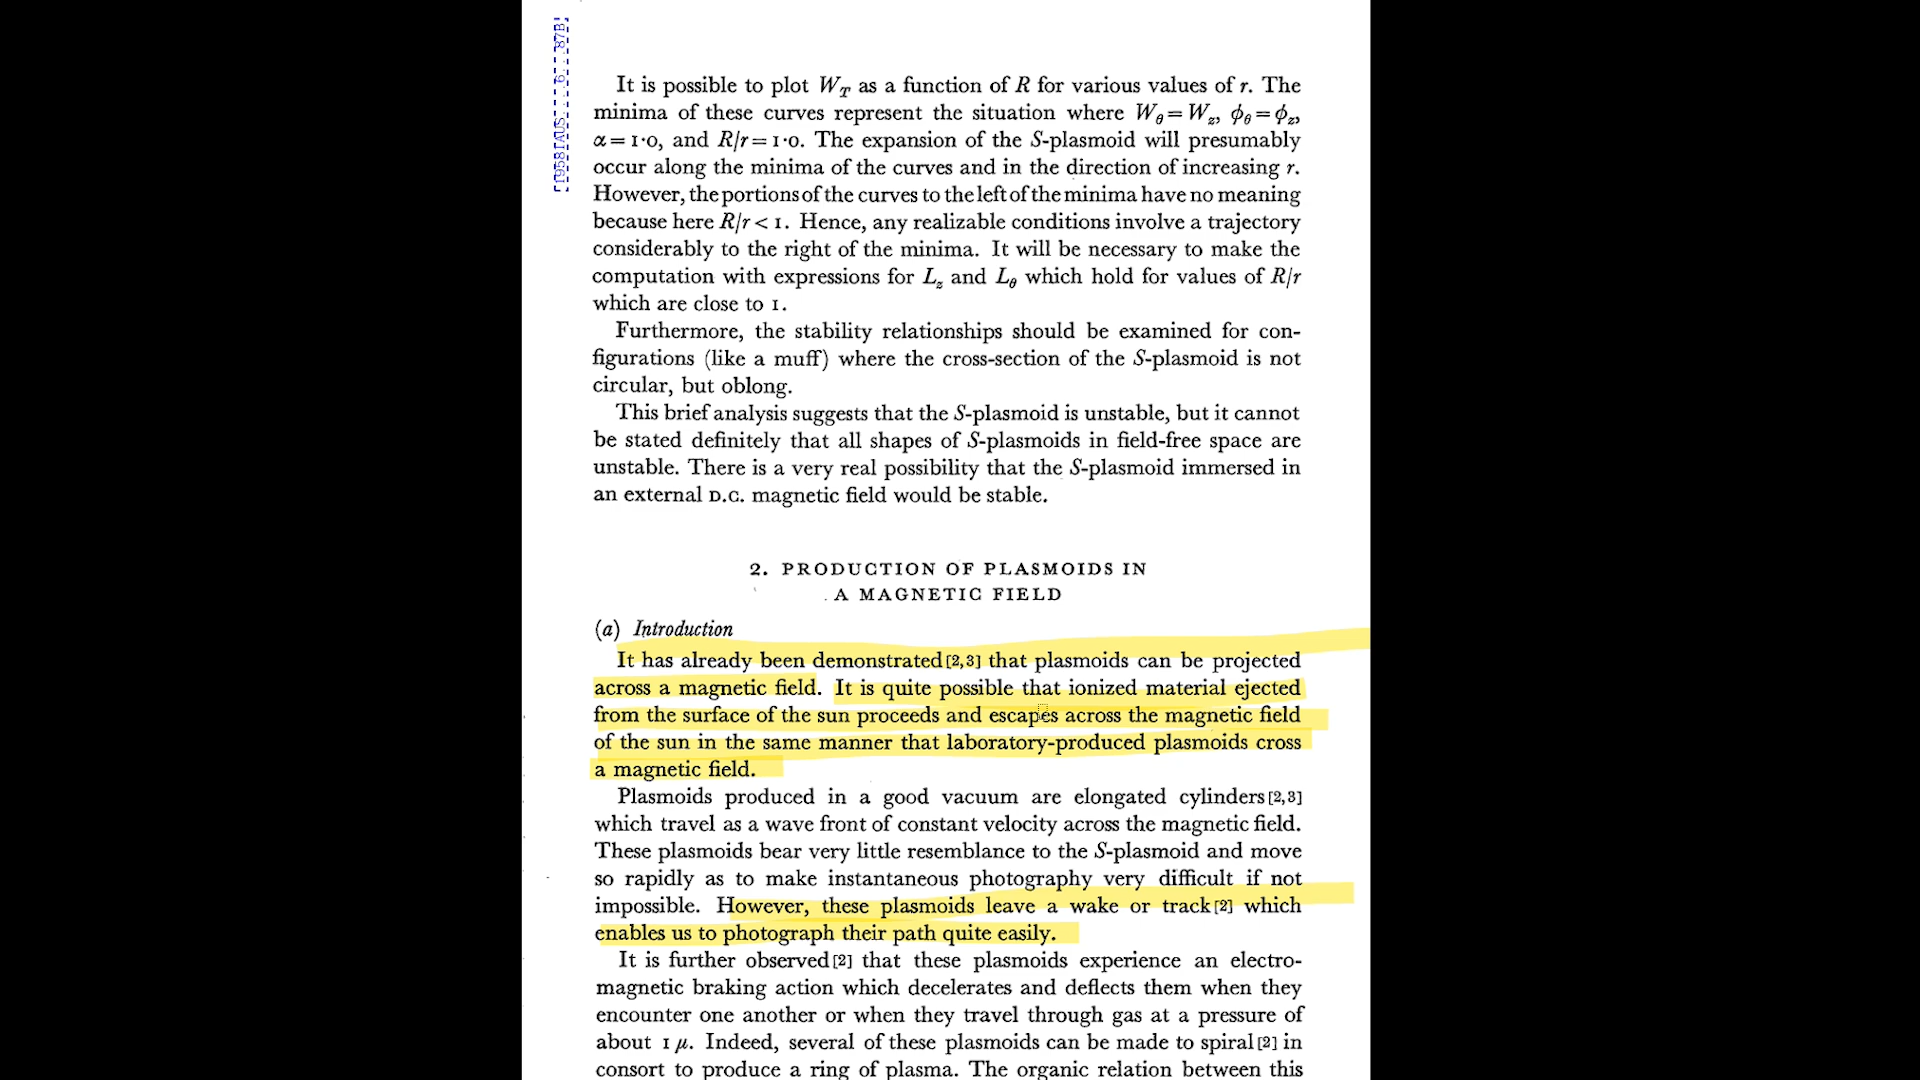 1958IAUS....6...87B
It is possible to plot W_T as a function of R for various values of r. The
minima of these curves represent the situation where W_θ=W_z, ϕ_θ=ϕ_z,
α=1·0, and R/r=1·0. The expansion of the S-plasmoid will presumably
occur along the minima of the curves and in the direction of increasing r.
However, the portions of the curves to the left of the minima have no meaning
because here R/r<1. Hence, any realizable conditions involve a trajectory
considerably to the right of the minima. It will be necessary to make the
computation with expressions for L_z and L_θ which hold for values of R/r
which are close to 1.
Furthermore, the stability relationships should be examined for con-
figurations (like a muff) where the cross-section of the S-plasmoid is not
circular, but oblong.
This brief analysis suggests that the S-plasmoid is unstable, but it cannot
be stated definitely that all shapes of S-plasmoids in field-free space are
unstable. There is a very real possibility that the S-plasmoid immersed in
an external D.C. magnetic field would be stable.
2. PRODUCTION OF PLASMOIDS IN
A MAGNETIC FIELD
(a) Introduction
It has already been demonstrated[2,3] that plasmoids can be projected
across a magnetic field. It is quite possible that ionized material ejected
from the surface of the sun proceeds and escapes across the magnetic field
of the sun in the same manner that laboratory-produced plasmoids cross
a magnetic field.
Plasmoids produced in a good vacuum are elongated cylinders[2,3]
which travel as a wave front of constant velocity across the magnetic field.
These plasmoids bear very little resemblance to the S-plasmoid and move
so rapidly as to make instantaneous photography very difficult if not
impossible. However, these plasmoids leave a wake or track[2] which
enables us to photograph their path quite easily.
It is further observed[2] that these plasmoids experience an electro-
magnetic braking action which decelerates and deflects them when they
encounter one another or when they travel through gas at a pressure of
about 1 μ. Indeed, several of these plasmoids can be made to spiral[2] in
consort to produce a ring of plasma. The organic relation between this